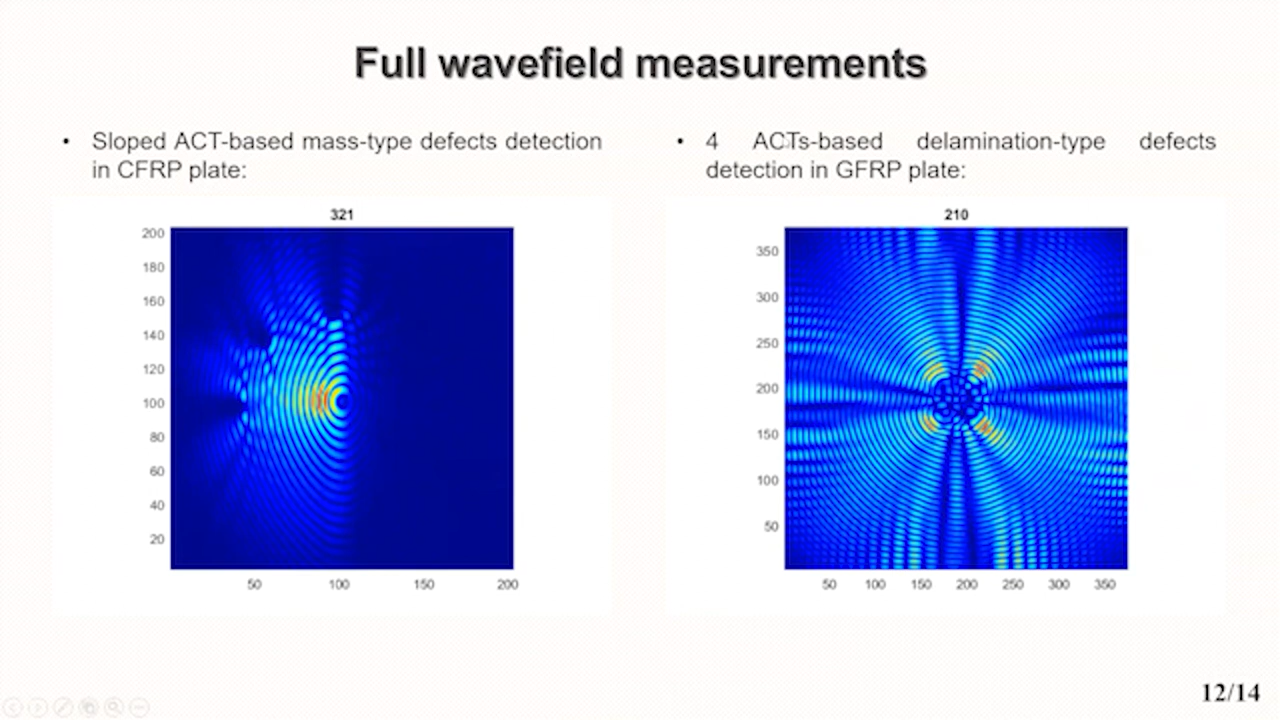 Full wavefield measurements
• Sloped ACT-based mass-type defects detection
in CFRP plate:
• 4 ACTs-based delamination-type defects
detection in GFRP plate:
321
200
180
160
140
120
100
80
60
40
20
50 100 150 200
210
350
300
250
200
150
100
50
50 100 150 200 250 300 350
12/14